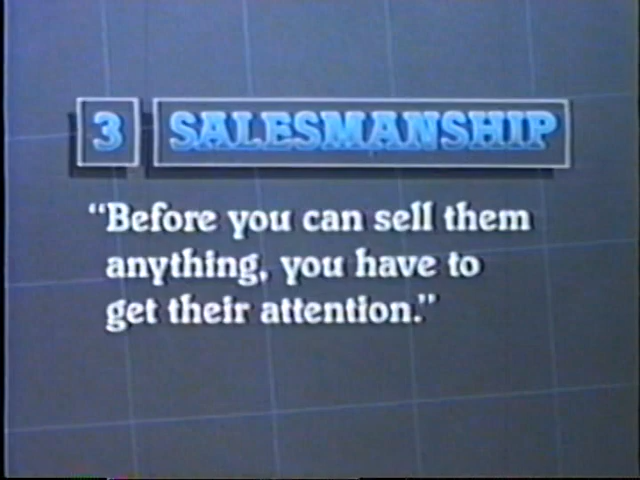 3 SALESMANSHIP
“Before you can sell them
anything, you have to
get their attention.”